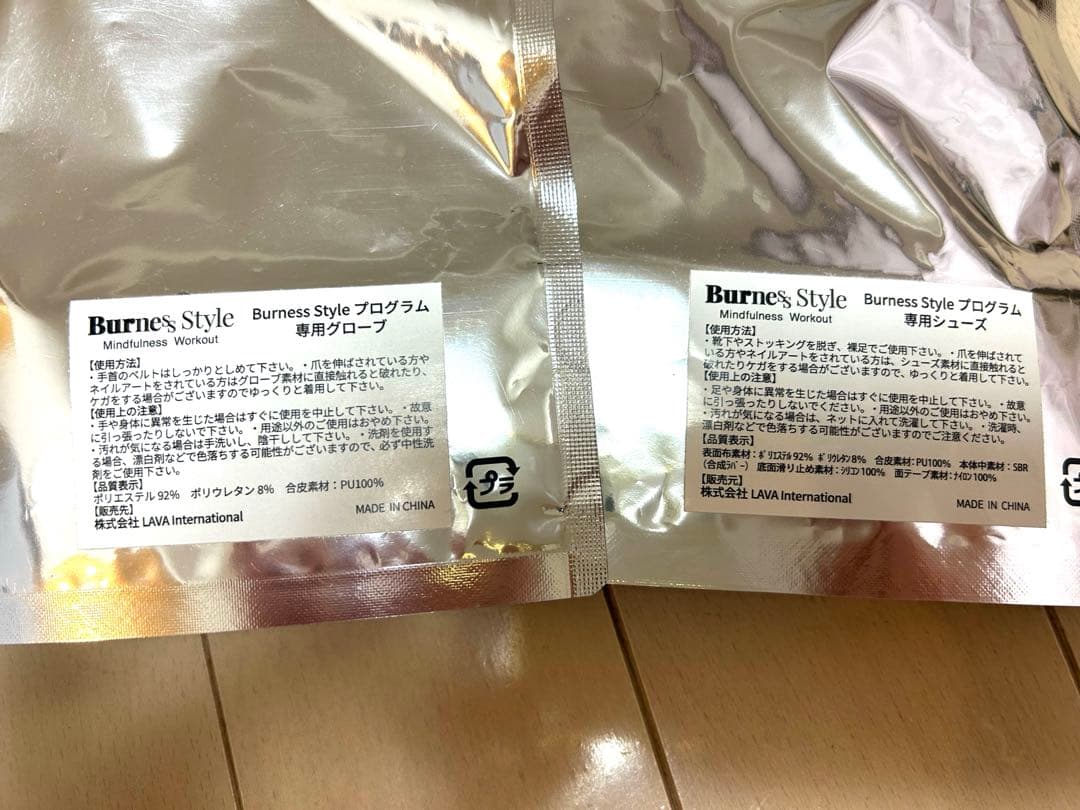 Burness Style
Mindfulness Workout
Burness Style プログラム
専用グローブ
【使用方法】
・手首のベルトはしっかりとしめて下さい。・爪を伸ばされている方や
ネイルアートをされている方はグローブ素材に直接触れると破れたり、
ケガをする場合がございますのでゆっくりと着用して下さい。
【使用上の注意】
・手や身体に異常を生じた場合はすぐに使用を中止して下さい。・故意
に引っ張ったりしないで下さい。・用途以外のご使用はおやめ下さい。
・汚れが気になる場合は手洗いし、陰干しして下さい。・洗剤を使用す
る場合、漂白剤などで色落ちする可能性がございますので、必ず中性洗
剤をご使用下さい。
【品質表示】
ポリエステル 92% ポリウレタン 8% 合皮素材：PU100%
【販売先】
株式会社 LAVA International
MADE IN CHINA
プラ
Burness Style
Mindfulness Workout
Burness Style プログラム
専用シューズ
【使用方法】
・靴下やストッキングを脱ぎ、裸足でご使用下さい。・爪を伸ばされて
いる方やネイルアートをされている方は、シューズ素材に直接触れると
破れたりケガをする場合がございますので、ゆっくりと着用して下さい。
【使用上の注意】
・足や身体に異常を生じた場合はすぐに使用を中止して下さい。・故意
に引っ張ったりしないでください。・用途以外のご使用はおやめ下さい。
・汚れが気になる場合は、ネットに入れて洗濯して下さい。・洗濯時、
漂白剤などで色落ちする可能性がございますのでご注意ください。
【品質表示】
表面布素材：ﾎﾟﾘｴｽﾃﾙ 92% ﾎﾟﾘｳﾚﾀﾝ 8% 合皮素材：PU100% 本体中素材：SBR
（合成ﾗﾊﾞｰ） 底面滑り止め素材：ｼﾘｺﾝ 100% 面テープ素材：ﾅｲﾛﾝ 100%
【販売元】
株式会社 LAVA International
MADE IN CHINA